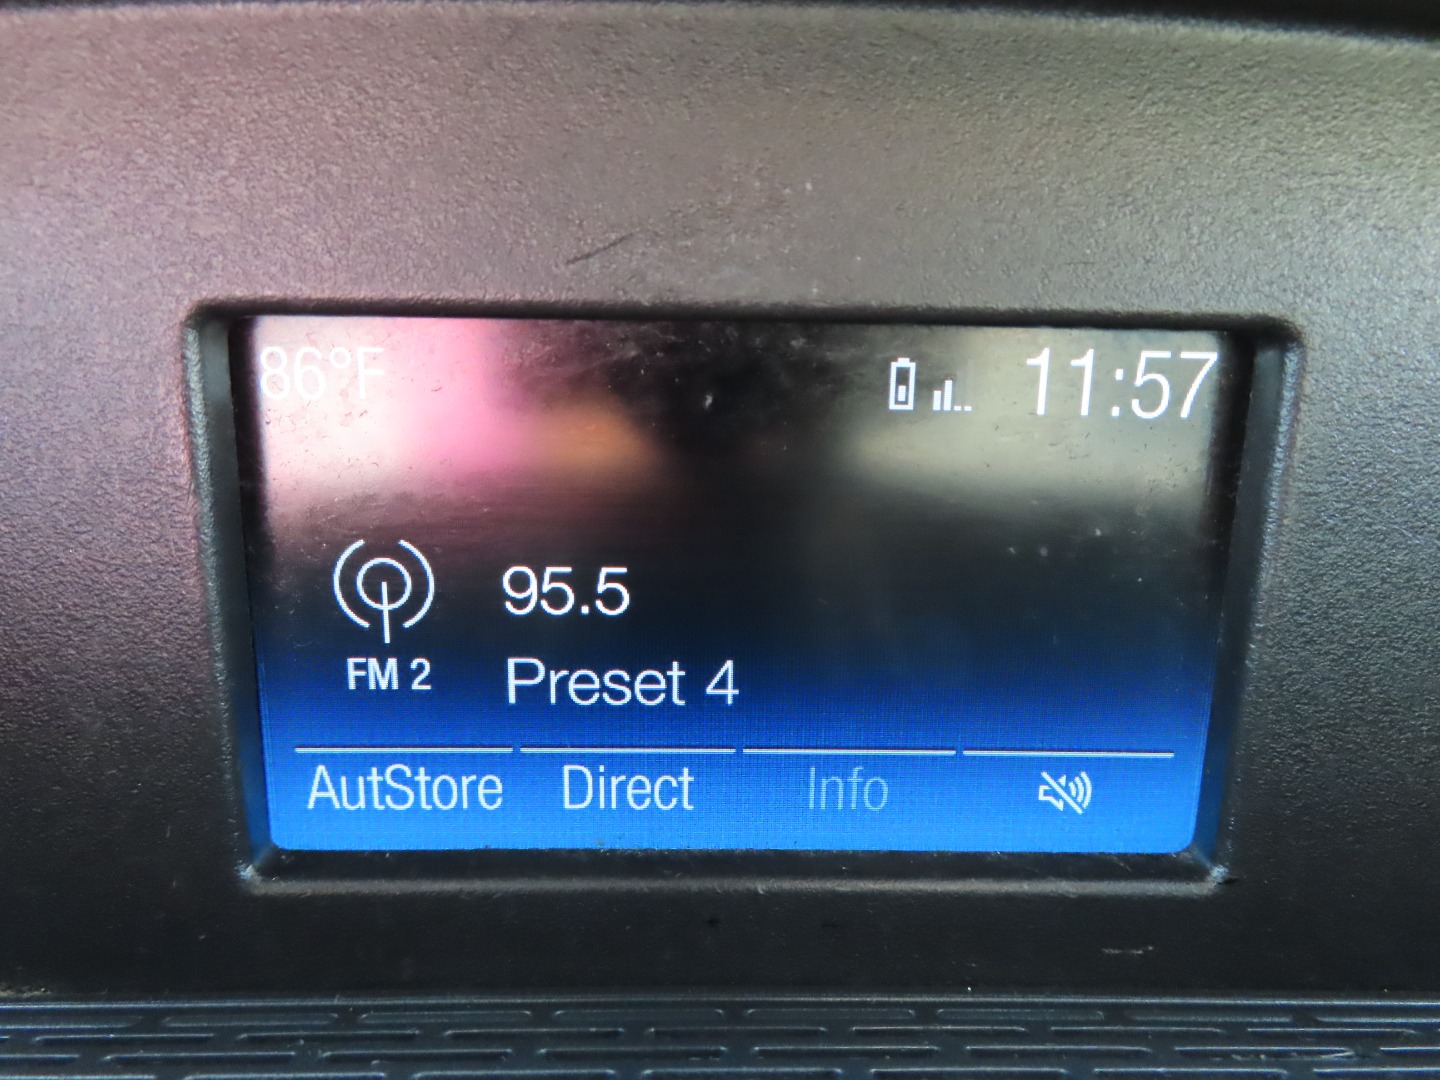 86°F 11:57
95.5
FM 2 Preset 4
AutStore Direct Info